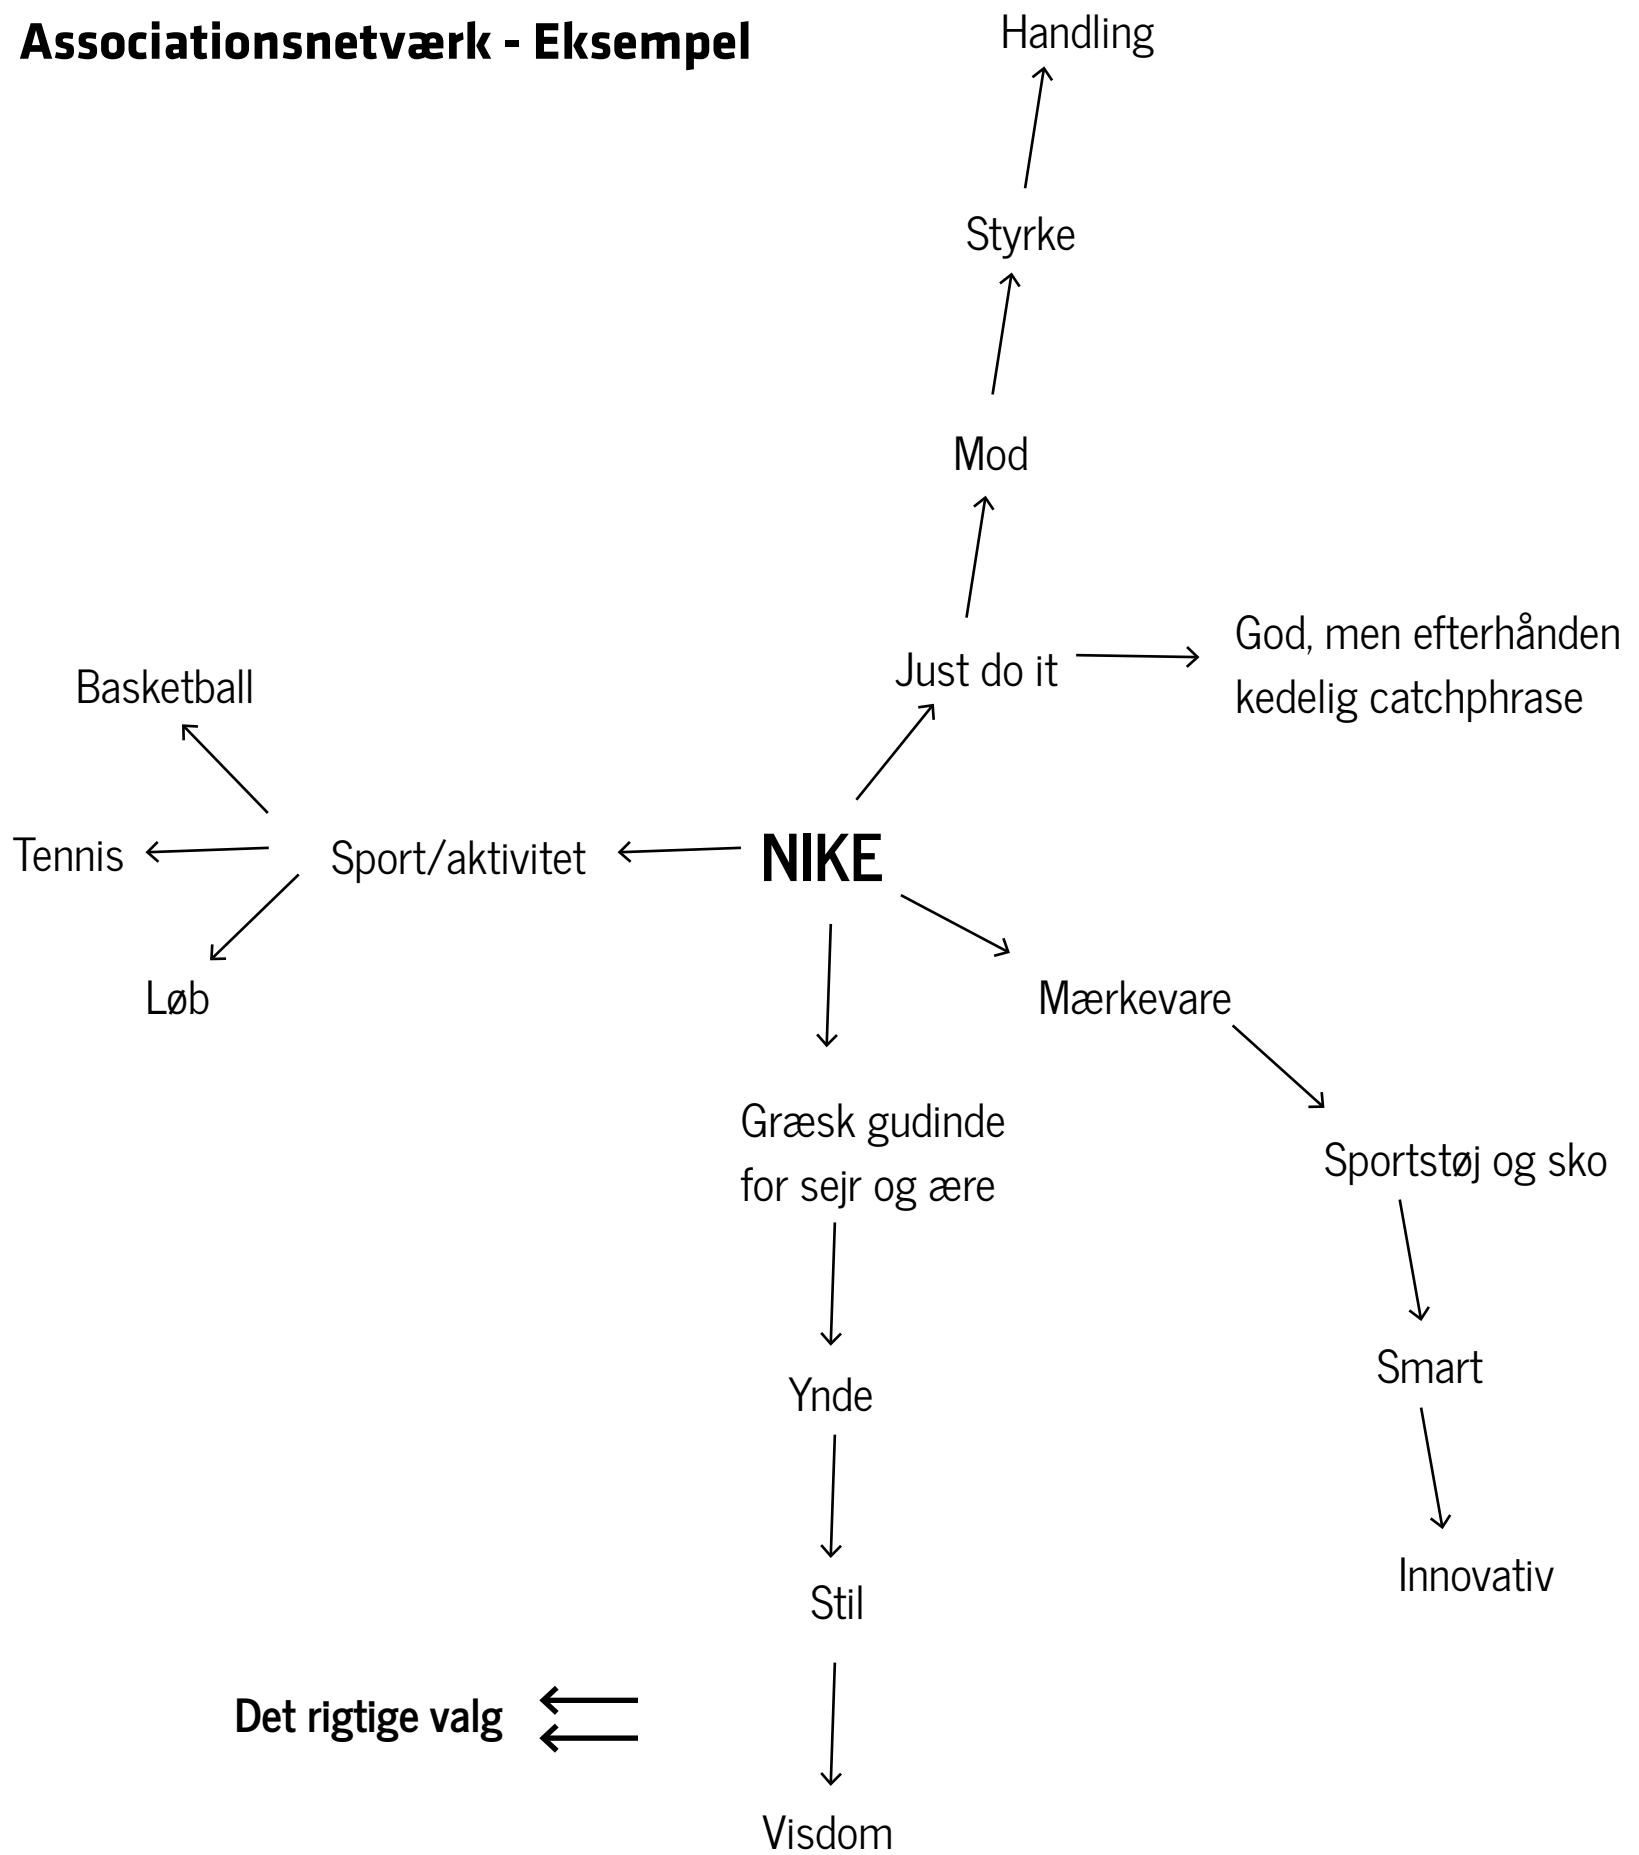 Associationsnetværk - Eksempel
Handling
Styrke
Mod
Just do it
God, men efterhånden
kedelig catchphrase
Basketball
Tennis
Sport/aktivitet
NIKE
Løb
Mærkevare
Græsk gudinde
for sejr og ære
Sportstøj og sko
Ynde
Smart
Stil
Innovativ
Det rigtige valg
Visdom